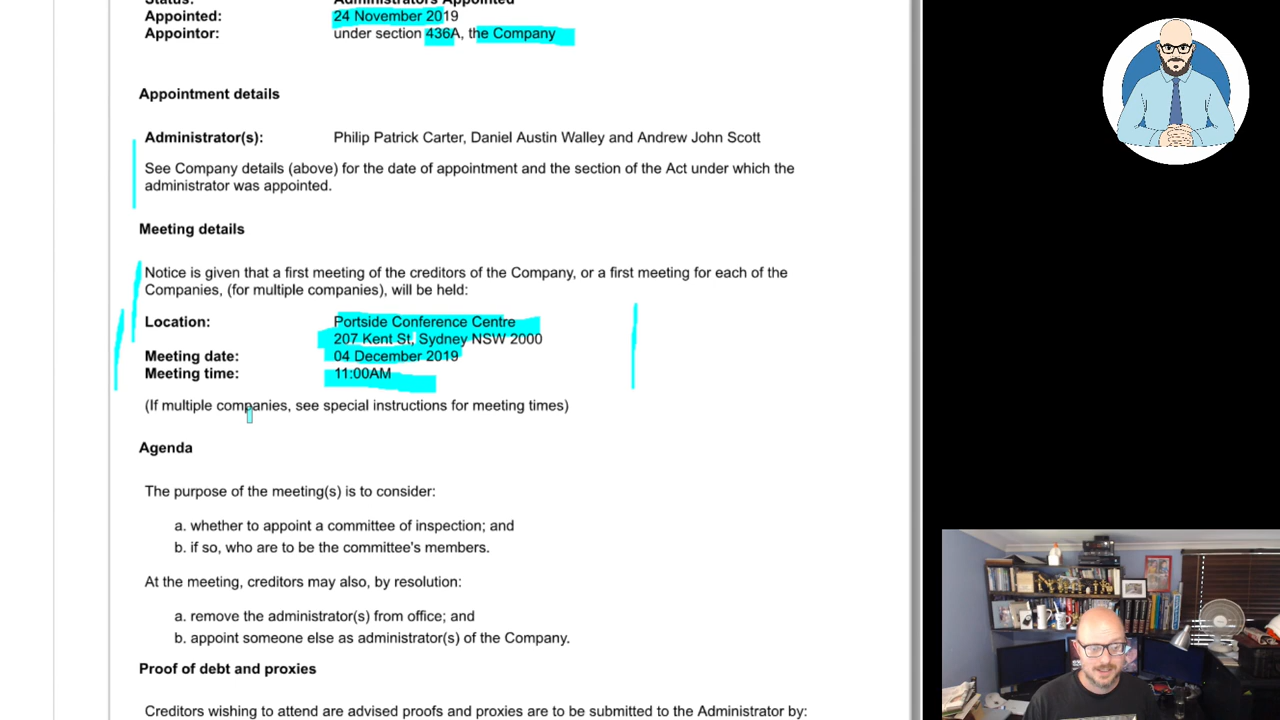 Appointed: 24 November 2019
Appointor: under section 436A, the Company
Appointment details
Administrator(s): Philip Patrick Carter, Daniel Austin Walley and Andrew John Scott
See Company details (above) for the date of appointment and the section of the Act under which the
administrator was appointed.
Meeting details
Notice is given that a first meeting of the creditors of the Company, or a first meeting for each of the
Companies, (for multiple companies), will be held:
Location: Portside Conference Centre
207 Kent St, Sydney NSW 2000
Meeting date: 04 December 2019
Meeting time: 11:00AM
(If multiple companies, see special instructions for meeting times)
Agenda
The purpose of the meeting(s) is to consider:
a. whether to appoint a committee of inspection; and
b. if so, who are to be the committee's members.
At the meeting, creditors may also, by resolution:
a. remove the administrator(s) from office; and
b. appoint someone else as administrator(s) of the Company.
Proof of debt and proxies
Creditors wishing to attend are advised proofs and proxies are to be submitted to the Administrator by: